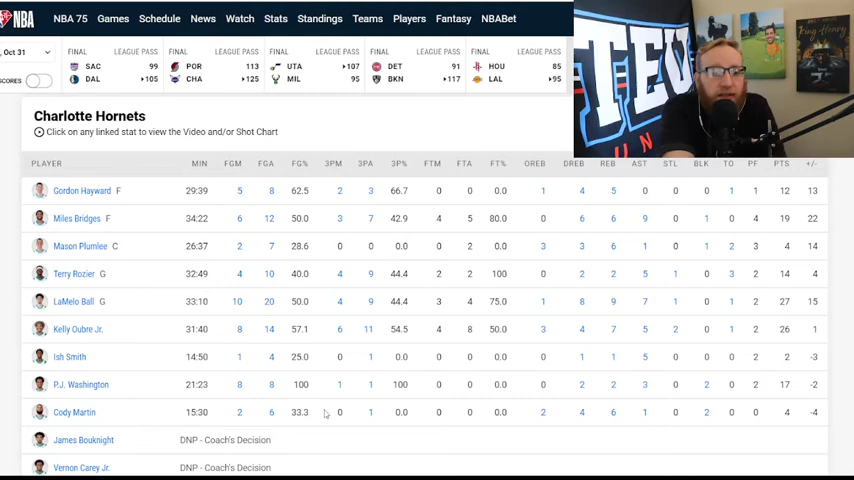 NBA NBA 75 Games Schedule News Watch Stats Standings Teams Players Fantasy NBABet
, Oct 31 FINAL LEAGUE PASS FINAL LEAGUE PASS FINAL LEAGUE PASS FINAL LEAGUE PASS FINAL LEAGUE PASS
SAC 99 POR 113 UTA 107 DET 91 HOU 85
SCORES DAL 105 CHA 125 MIL 95 BKN 117 LAL 95
King Henry
TEU
UN
Charlotte Hornets
Click on any linked stat to view the Video and/or Shot Chart
PLAYER MIN FGM FGA FG% 3PM 3PA 3P% FTM FTA FT% OREB DREB REB AST STL BLK TO PF PTS +/-
Gordon Hayward F 29:39 5 8 62.5 2 3 66.7 0 0 0.0 1 4 5 0 0 0 1 1 12 13
Miles Bridges F 34:22 6 12 50.0 3 7 42.9 4 5 80.0 0 6 6 9 0 1 0 4 19 22
Mason Plumlee C 26:37 2 7 28.6 0 0 0.0 0 2 0.0 3 3 6 1 0 1 2 3 4 14
Terry Rozier G 32:49 4 10 40.0 4 9 44.4 2 2 100 0 2 2 5 1 0 3 2 14 4
LaMelo Ball G 33:10 10 20 50.0 4 9 44.4 3 4 75.0 1 8 9 7 1 0 1 2 27 15
Kelly Oubre Jr. 31:40 8 14 57.1 6 11 54.5 4 8 50.0 3 4 7 5 2 0 1 2 26 1
Ish Smith 14:50 1 4 25.0 0 1 0.0 0 0 0.0 0 1 1 5 0 0 0 2 2 -3
P.J. Washington 21:23 8 8 100 1 1 100 0 0 0.0 0 2 2 3 0 2 0 2 17 -2
Cody Martin 15:30 2 6 33.3 0 1 0.0 0 0 0.0 2 4 6 1 0 2 0 0 4 -4
James Bouknight DNP - Coach's Decision
Vernon Carey Jr. DNP - Coach's Decision